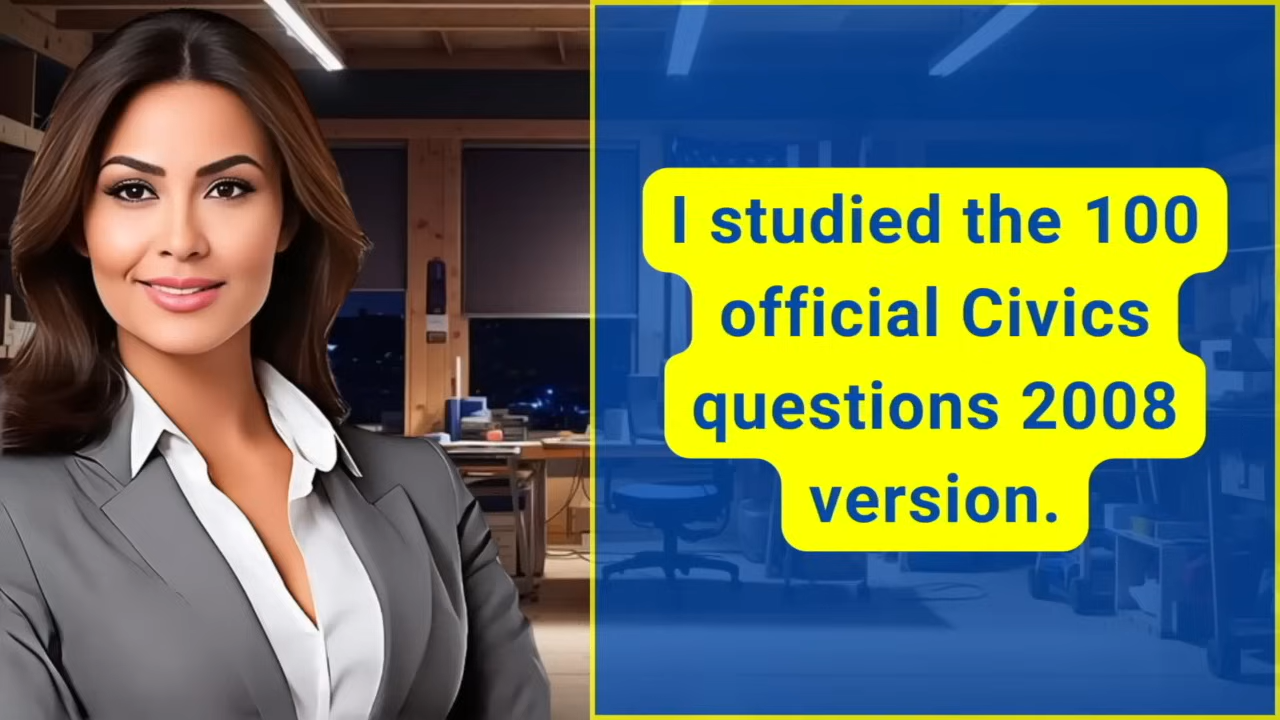 I studied the 100
official Civics
questions 2008
version.